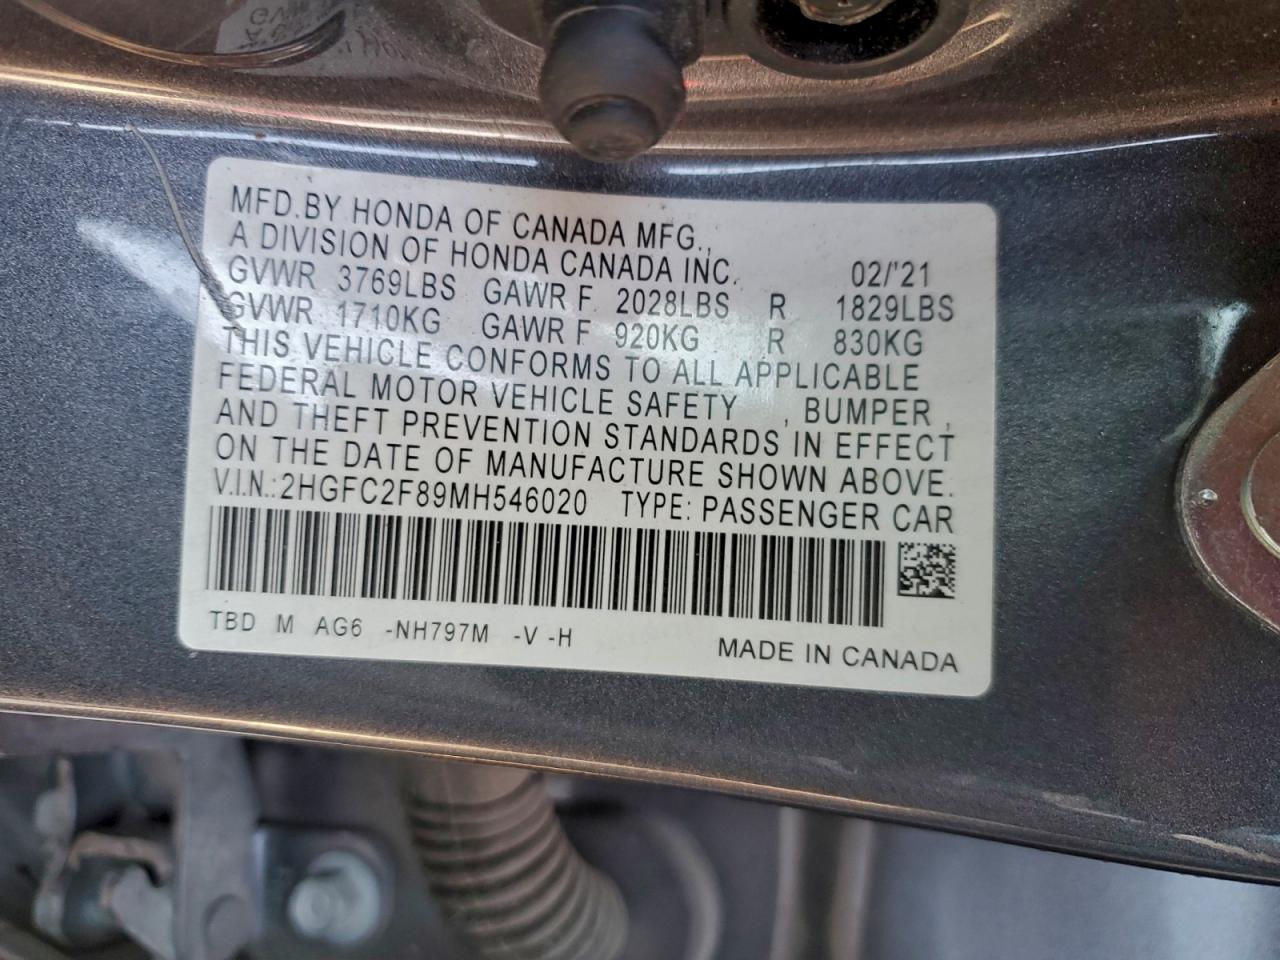 MFD.BY HONDA OF CANADA MFG.,
A DIVISION OF HONDA CANADA INC. 02/'21
GVWR 3769LBS GAWR F 2028LBS R 1829LBS
GVWR 1710KG GAWR F 920KG R 830KG
THIS VEHICLE CONFORMS TO ALL APPLICABLE
FEDERAL MOTOR VEHICLE SAFETY , BUMPER ,
AND THEFT PREVENTION STANDARDS IN EFFECT
ON THE DATE OF MANUFACTURE SHOWN ABOVE.
V.I.N.:2HGFC2F89MH546020 TYPE: PASSENGER CAR
TBD M AG6 -NH797M -V -H
MADE IN CANADA